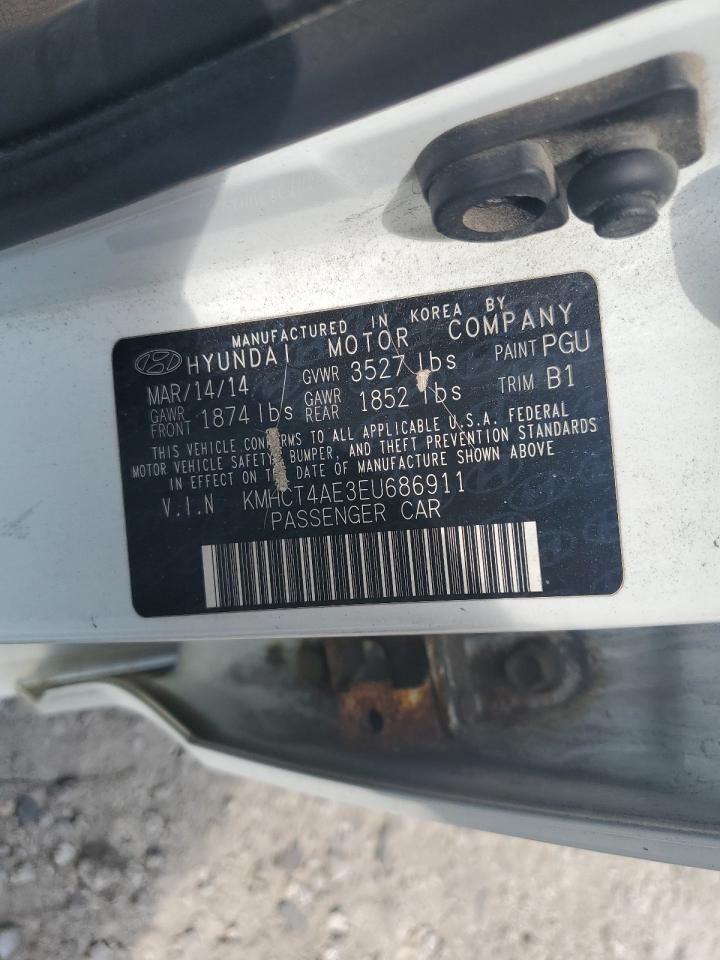 MANUFACTURED IN KOREA BY
HYUNDAI MOTOR COMPANY
MAR/14/14 GVWR 3527 lbs PAINT PGU
GAWR FRONT 1874 lbs GAWR REAR 1852 lbs TRIM B1
THIS VEHICLE CONFORMS TO ALL APPLICABLE U.S.A. FEDERAL
MOTOR VEHICLE SAFETY, BUMPER, AND THEFT PREVENTION STANDARDS
IN EFFECT ON THE DATE OF MANUFACTURE SHOWN ABOVE
V.I.N KMHCT4AE3EU686911
PASSENGER CAR